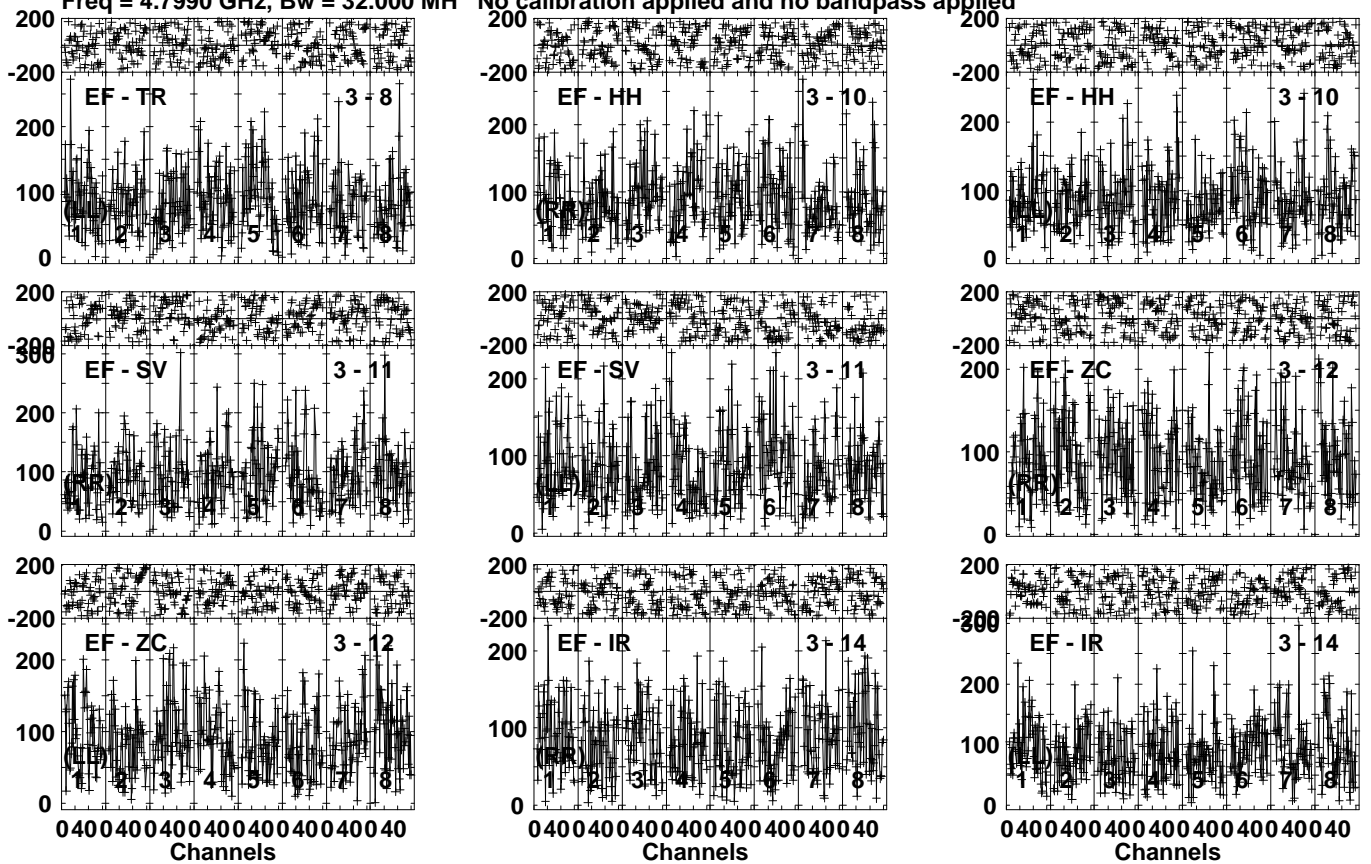 Freq = 4.7990 GHz, Bw = 32.000 MH No calibration applied and no bandpass applied
200 200 200
-200 -200 -200
EF - TR 3 - 8 EF - HH 3 - 10 EF - HH 3 - 10
200 200 200
100 100 100
(LL) (RR) (LL)
1 2 3 4 5 6 7 8 1 2 3 4 5 6 7 8 1 2 3 4 5 6 7 8
0 0 0
200 200 200
-200 -200 -200
300
EF - SV 3 - 11 EF - SV 3 - 11 EF - ZC 3 - 12
200 200 200
100 100 100
(RR) (LL) (RR)
1 2 3 4 5 6 7 8 1 2 3 4 5 6 7 8 1 2 3 4 5 6 7 8
0 0 0
200 200 200
-200 -200 -200
300
EF - ZC 3 - 12 EF - IR 3 - 14 EF - IR 3 - 14
200 200 200
100 100 100
(LL) (RR) (LL)
1 2 3 4 5 6 7 8 1 2 3 4 5 6 7 8 1 2 3 4 5 6 7 8
0 0 0
0 40 0 40 0 40 0 40 0 40 0 40 0 40 0 40 0 40 0 40 0 40 0 40 0 40 0 40 0 40 0 40 0 40 0 40 0 40 0 40 0 40 0 40 0 40 0 40
Channels Channels Channels